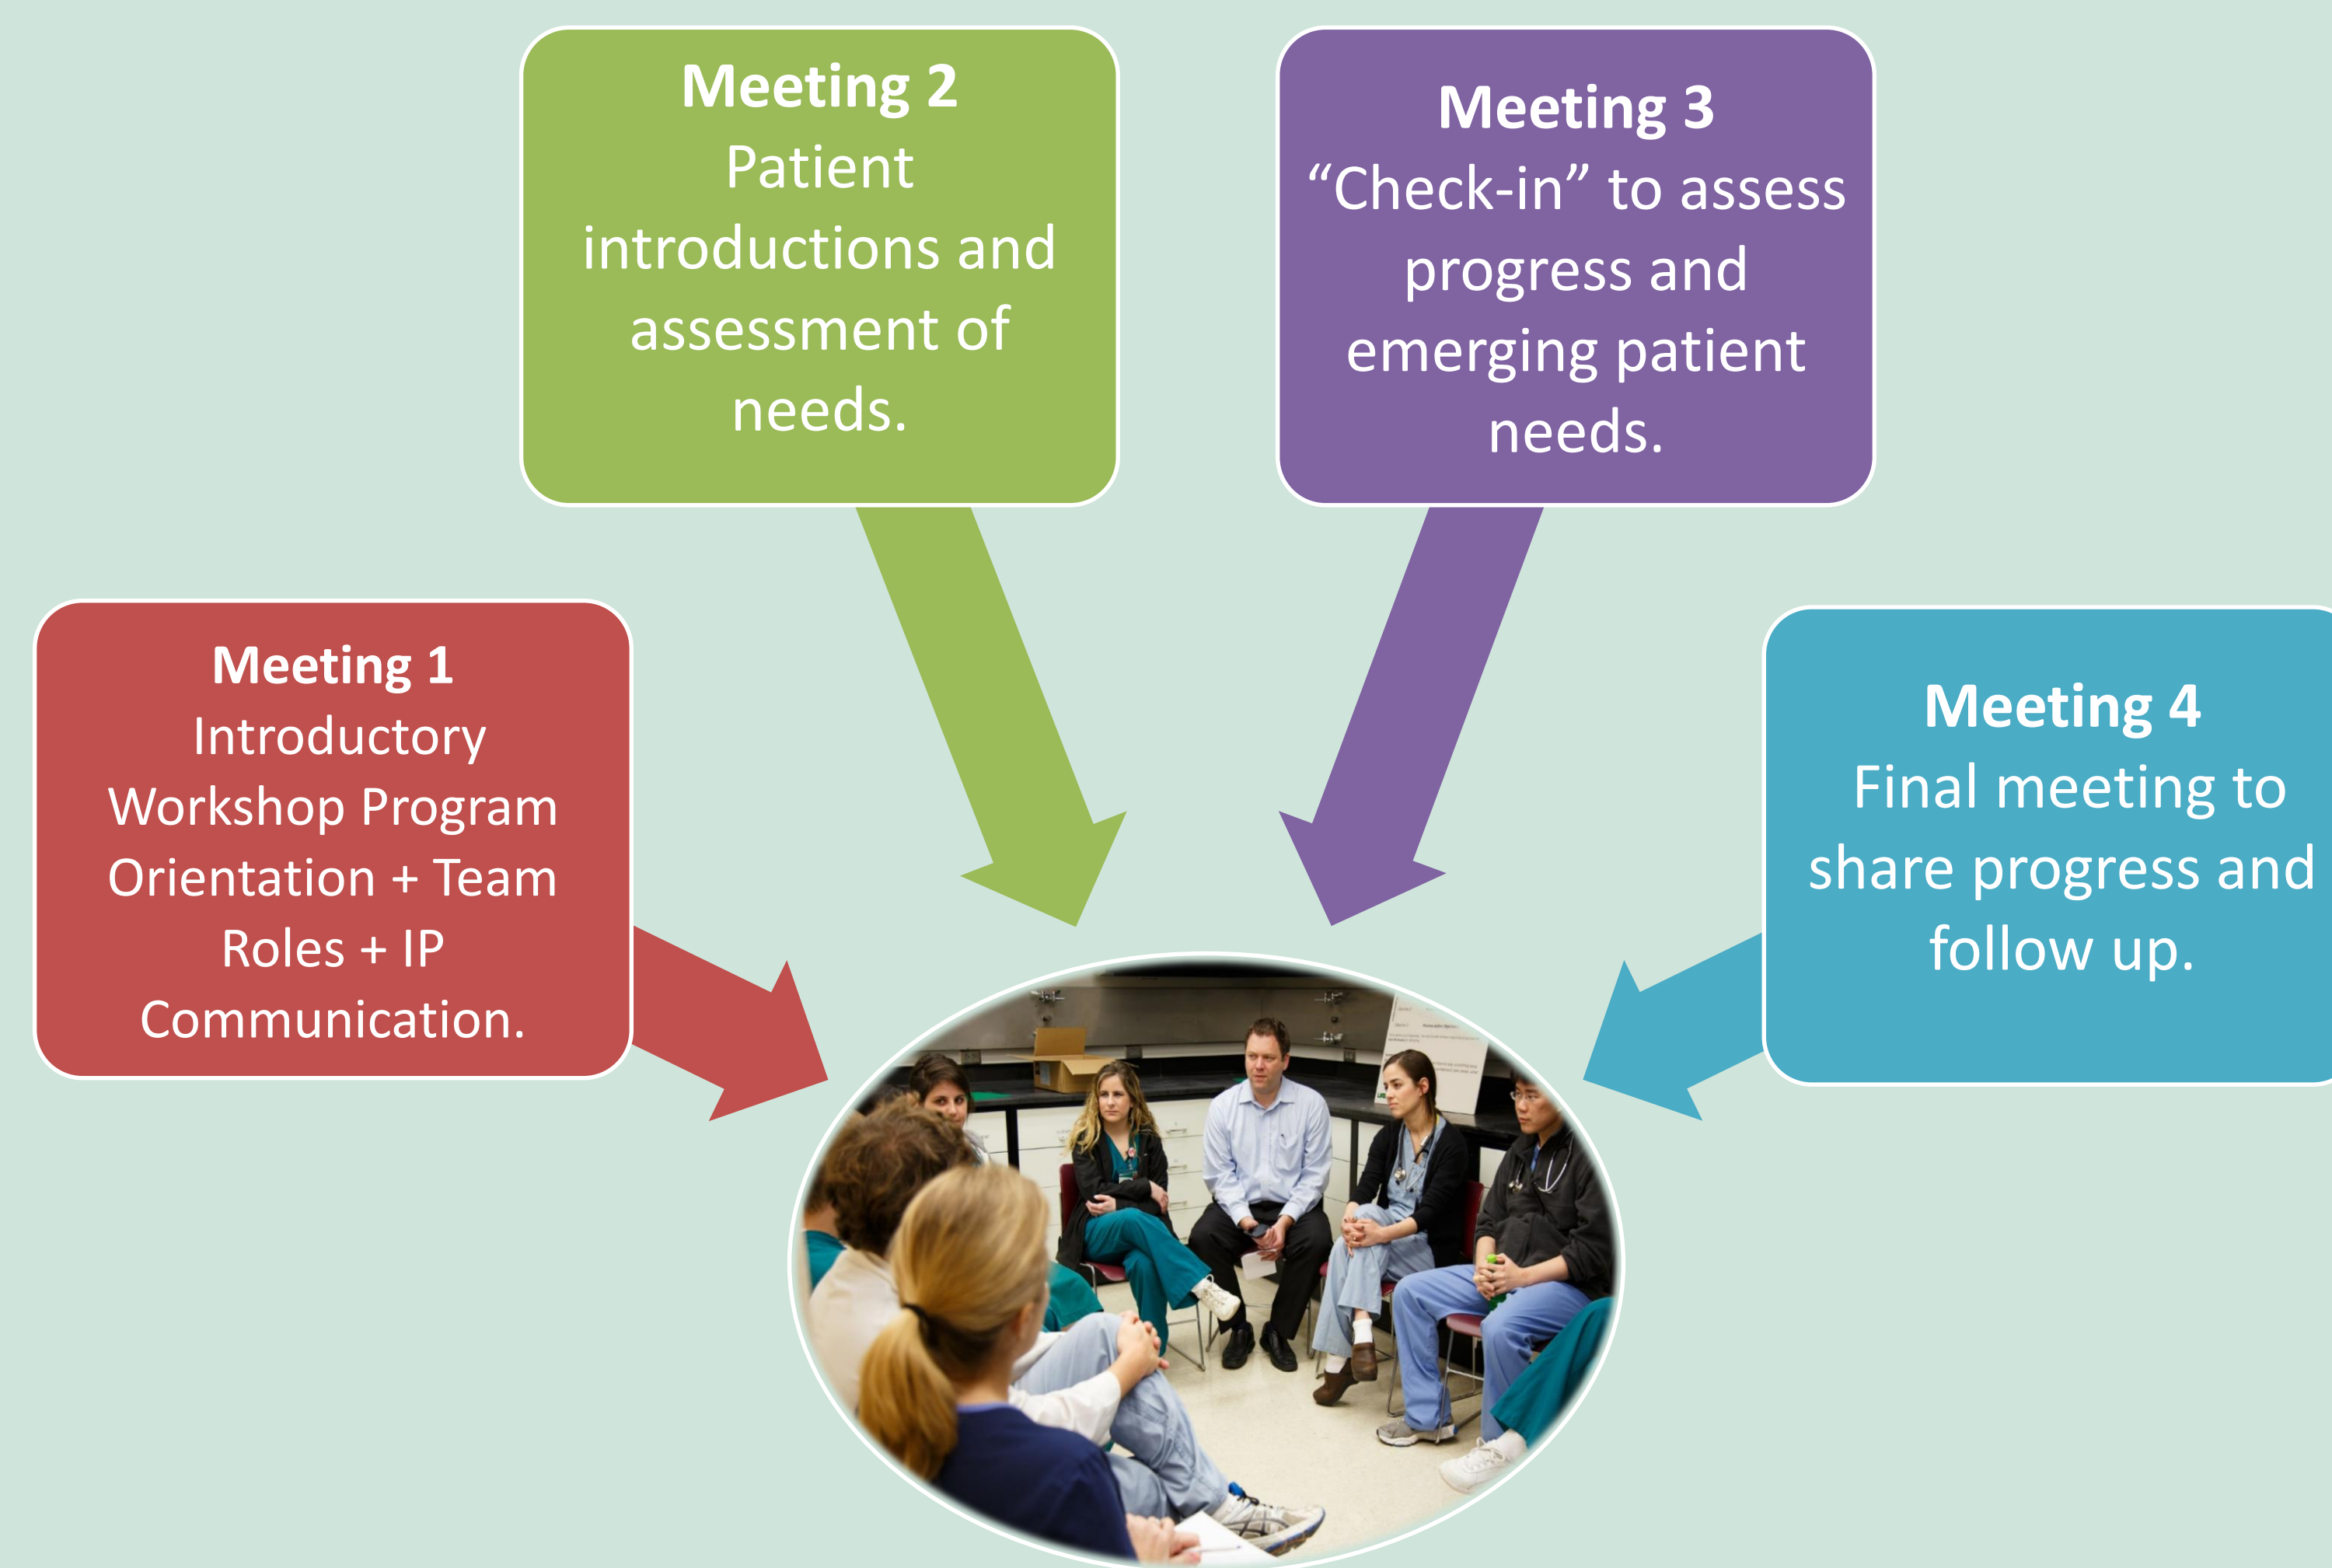 Meeting 1
Introductory
Workshop Program
Orientation + Team
Roles + IP
Communication.
Meeting 2
Patient
introductions and
assessment of
needs.
Meeting 3
“Check-in” to assess
progress and
emerging patient
needs.
Meeting 4
Final meeting to
share progress and
follow up.